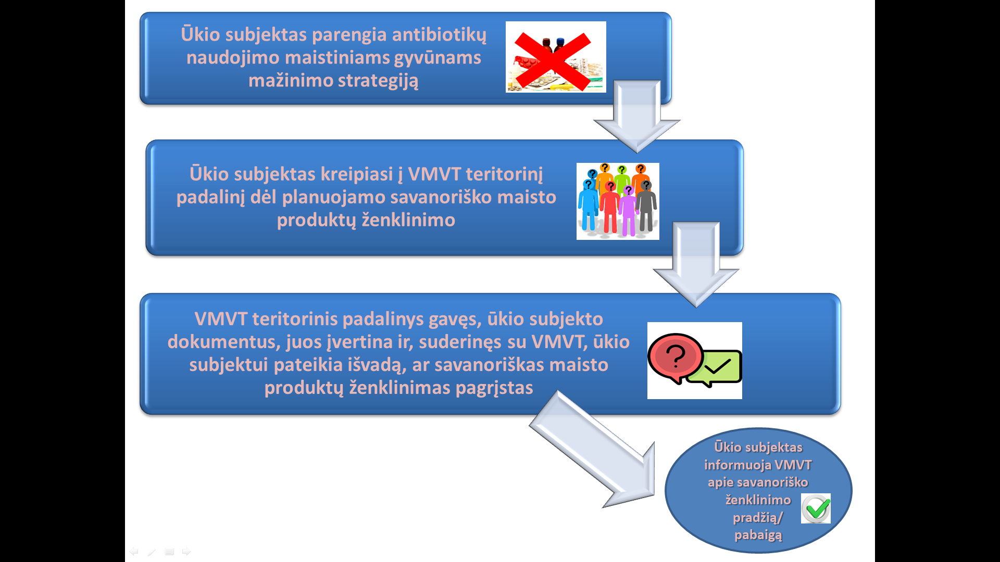 Ūkio subjektas parengia antibiotikų
naudojimo maistiniams gyvūnams
mažinimo strategiją
Ūkio subjektas kreipiasi į VMVT teritorinį
padalinį dėl planuojamo savanoriško maisto
produktų ženklinimo
VMVT teritorinis padalinys gavęs, ūkio subjekto
dokumentus, juos įvertina ir, suderinęs su VMVT, ūkio
subjektui pateikia išvadą, ar savanoriškas maisto
produktų ženklinimas pagrįstas
Ūkio subjektas
informuoja VMVT
apie savanoriško
ženklinimo
pradžią/
pabaigą